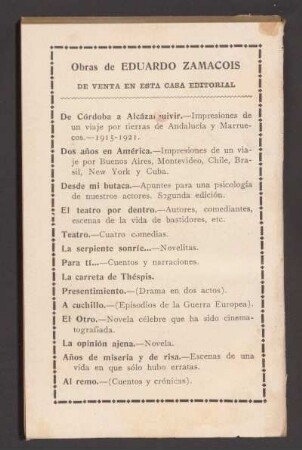 Obras de EDUARDO ZAMACOIS
DE VENTA EN ESTA CASA EDITORIAL
De Córdoba a Alcázarquivir.—Impresiones de
un viaje por tierras de Andalucía y Marrue-
cos.—1915-1921.
Dos años en América.—Impresiones de un via-
je por Buenos Aires, Montevideo, Chile, Bra-
sil, New York y Cuba.
Desde mi butaca.—Apuntes para una psicología
de nuestros actores. Segunda edición.
El teatro por dentro.—Autores, comediantes,
escenas de la vida de bastidores, etc.
Teatro.—Cuatro comedias.
La serpiente sonríe...—Novelitas.
Para ti...—Cuentos y narraciones.
La carreta de Théspis.
Presentimiento.—(Drama en dos actos).
A cuchillo.—(Episodios de la Guerra Europea).
El Otro.—Novela célebre que ha sido cinema-
tografiada.
La opinión ajena.—Novela.
Años de miseria y de risa.—Escenas de una
vida en que sólo hubo erratas.
Al remo.—(Cuentos y crónicas).